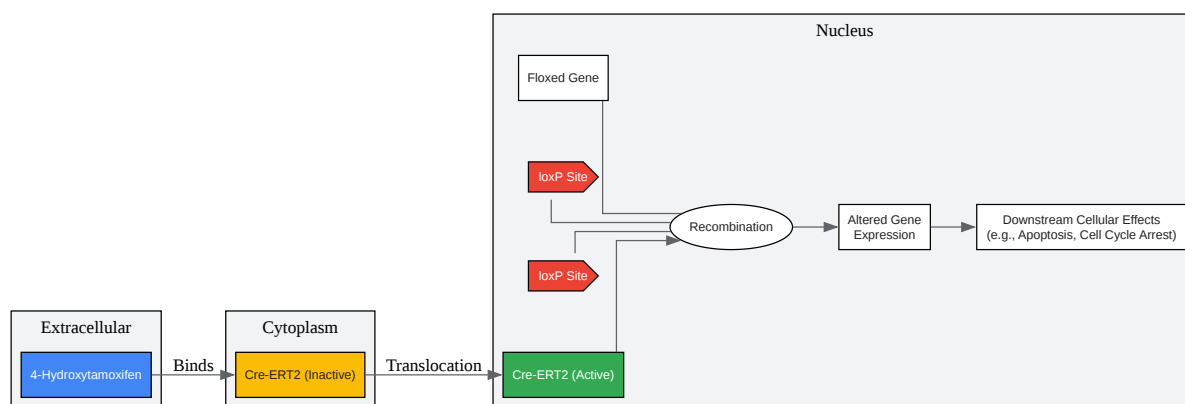 Nucleus
Floxed Gene
loxP Site
Recombination
Altered Gene
Expression
Downstream Cellular Effects
(e.g., Apoptosis, Cell Cycle Arrest)
loxP Site
Extracellular
Cytoplasm
4-Hydroxytamoxifen
Binds
Cre-ERT2 (Inactive)
Translocation
Cre-ERT2 (Active)